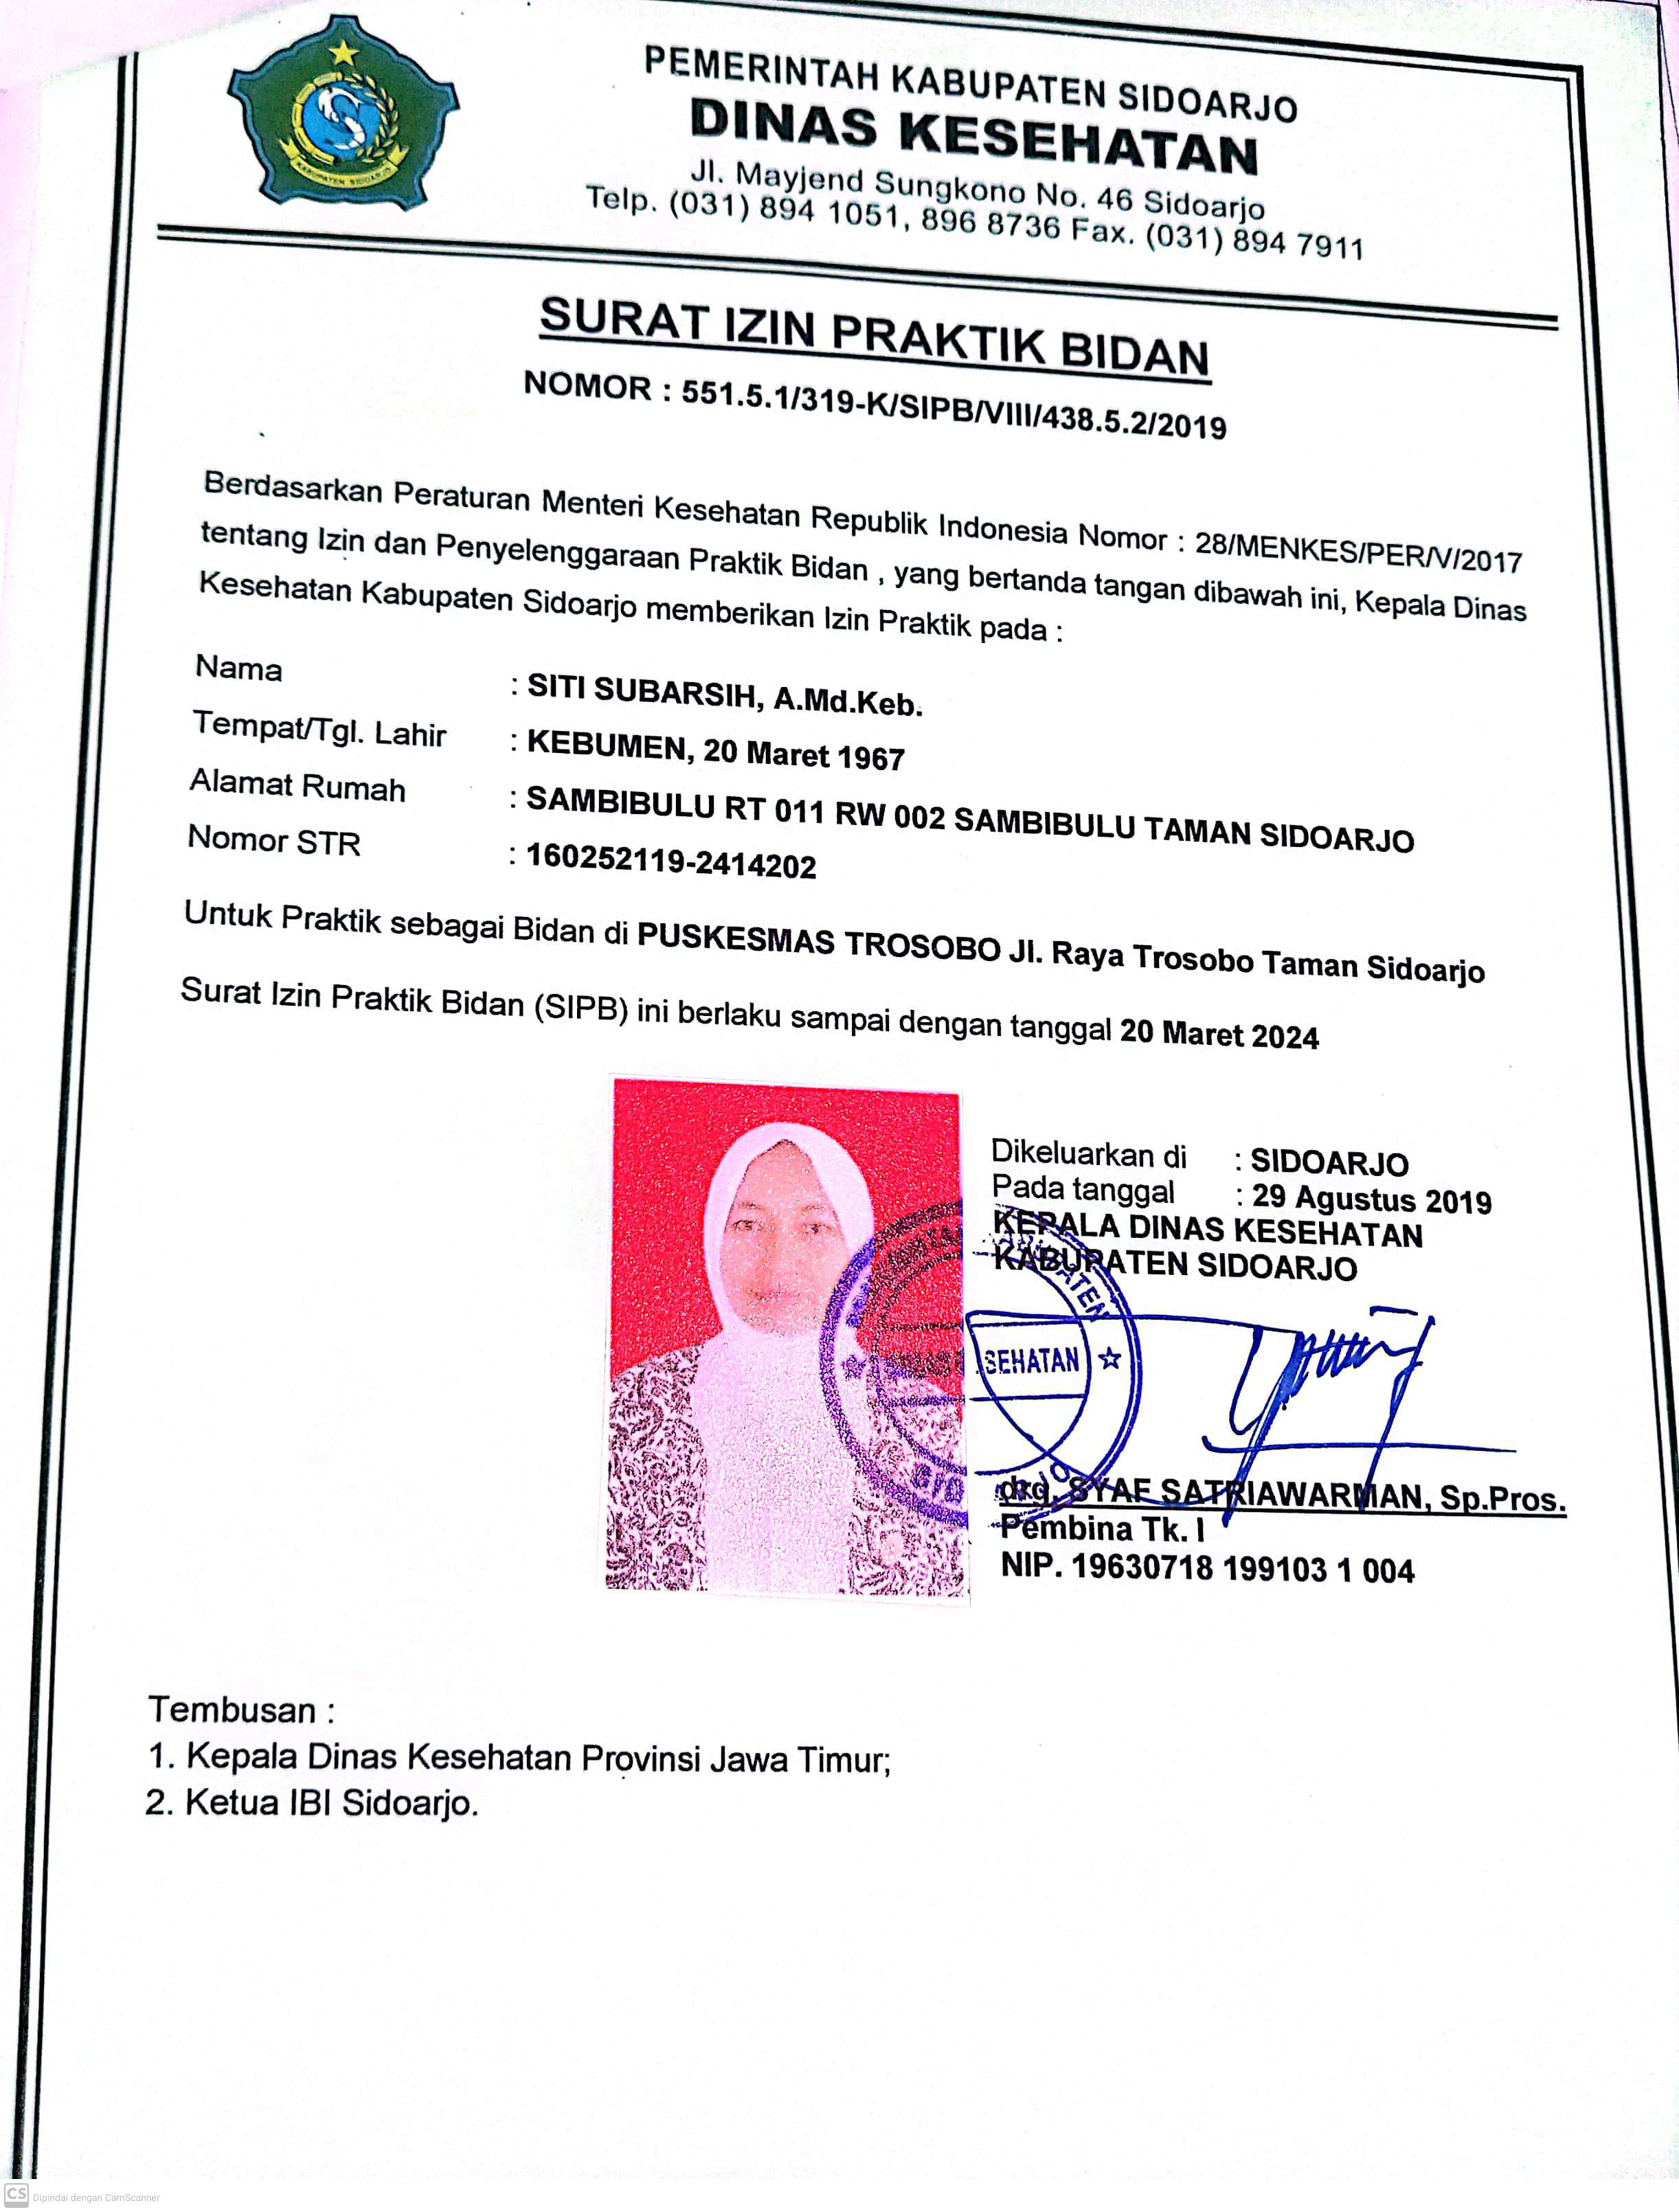 PEMERINTAH KABUPATEN SIDOARJO
DINAS KESEHATAN
Jl. Mayjend Sungkono No. 46 Sidoarjo
Telp. (031) 894 1051, 896 8736 Fax. (031) 894 7911
KABUPATEN SIDOARJO
SURAT IZIN PRAKTIK BIDAN
NOMOR : 551.5.1/319-K/SIPB/VIII/438.5.2/2019
Berdasarkan Peraturan Menteri Kesehatan Republik Indonesia Nomor : 28/MENKES/PER/V/2017
tentang Izin dan Penyelenggaraan Praktik Bidan , yang bertanda tangan dibawah ini, Kepala Dinas
Kesehatan Kabupaten Sidoarjo memberikan Izin Praktik pada :
Nama : SITI SUBARSIH, A.Md.Keb.
Tempat/Tgl. Lahir : KEBUMEN, 20 Maret 1967
Alamat Rumah : SAMBIBULU RT 011 RW 002 SAMBIBULU TAMAN SIDOARJO
Nomor STR : 160252119-2414202
Untuk Praktik sebagai Bidan di PUSKESMAS TROSOBO Jl. Raya Trosobo Taman Sidoarjo
Surat Izin Praktik Bidan (SIPB) ini berlaku sampai dengan tanggal 20 Maret 2024
Dikeluarkan di : SIDOARJO
Pada tanggal : 29 Agustus 2019
KEPALA DINAS KESEHATAN
KABUPATEN SIDOARJO
SEHATAN
drg. SYAF SATRIAWARMAN, Sp.Pros.
Pembina Tk. I
NIP. 19630718 199103 1 004
Tembusan :
1. Kepala Dinas Kesehatan Provinsi Jawa Timur;
2. Ketua IBI Sidoarjo.
CS Dipindai dengan CamScanner